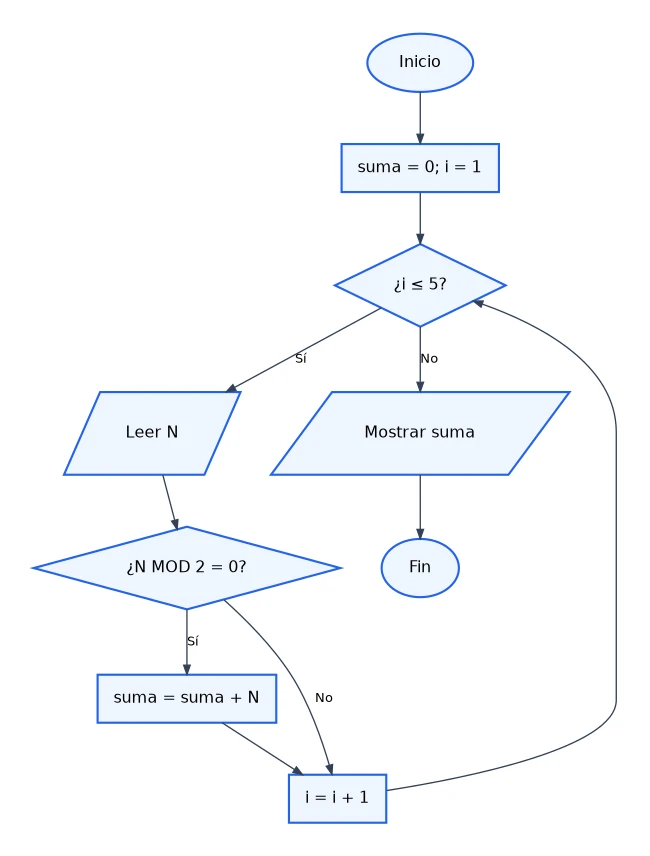 Inicio
suma = 0; i = 1
¿i ≤ 5?
Sí
No
Leer N
Mostrar suma
¿N MOD 2 = 0?
Fin
Sí
suma = suma + N
No
i = i + 1